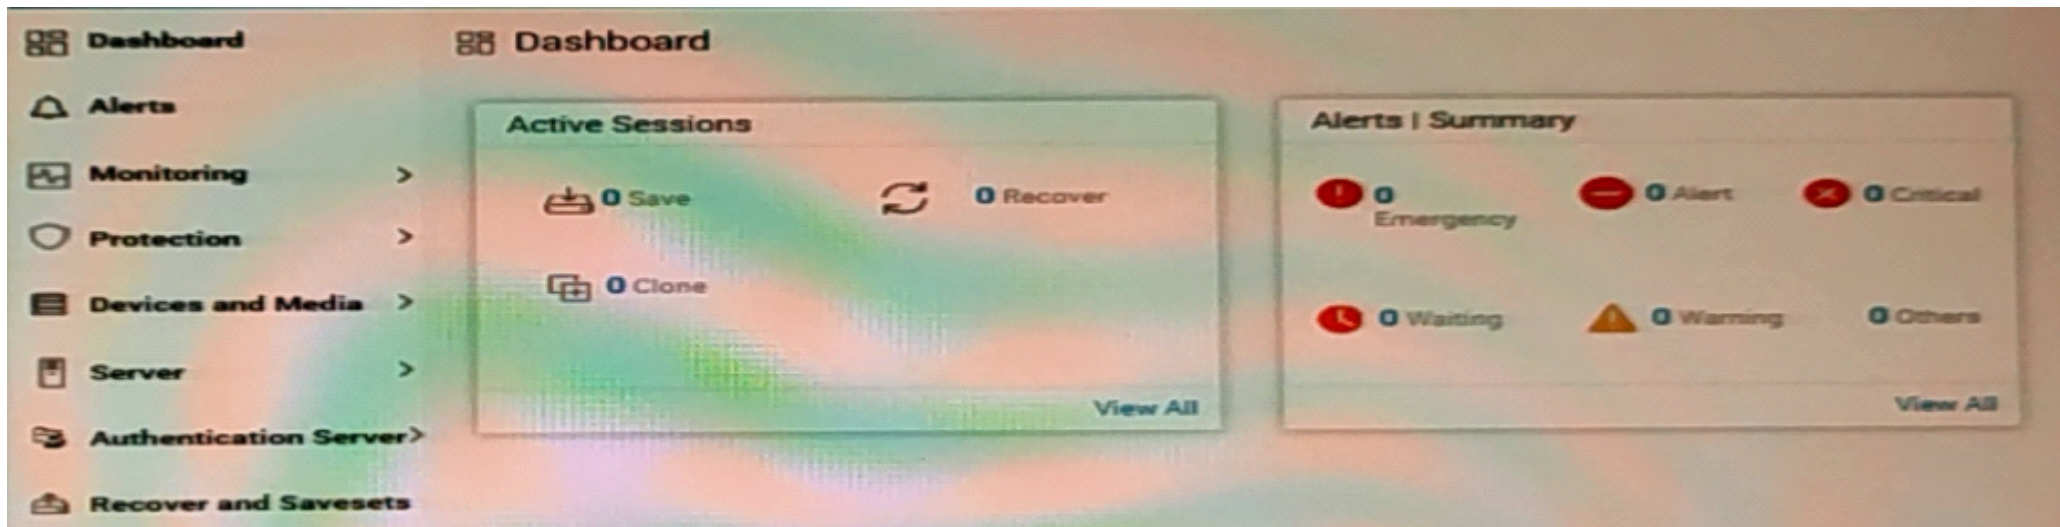 Dashboard
Alerts
Monitoring
Protection
Devices and Media
Server
Authentication Server
Recover and Savesets
Dashboard
Active Sessions
0 Save
0 Recover
0 Clone
View All
Alerts | Summary
0 Emergency
0 Alert
0 Critical
0 Waiting
0 Warning
0 Others
View All